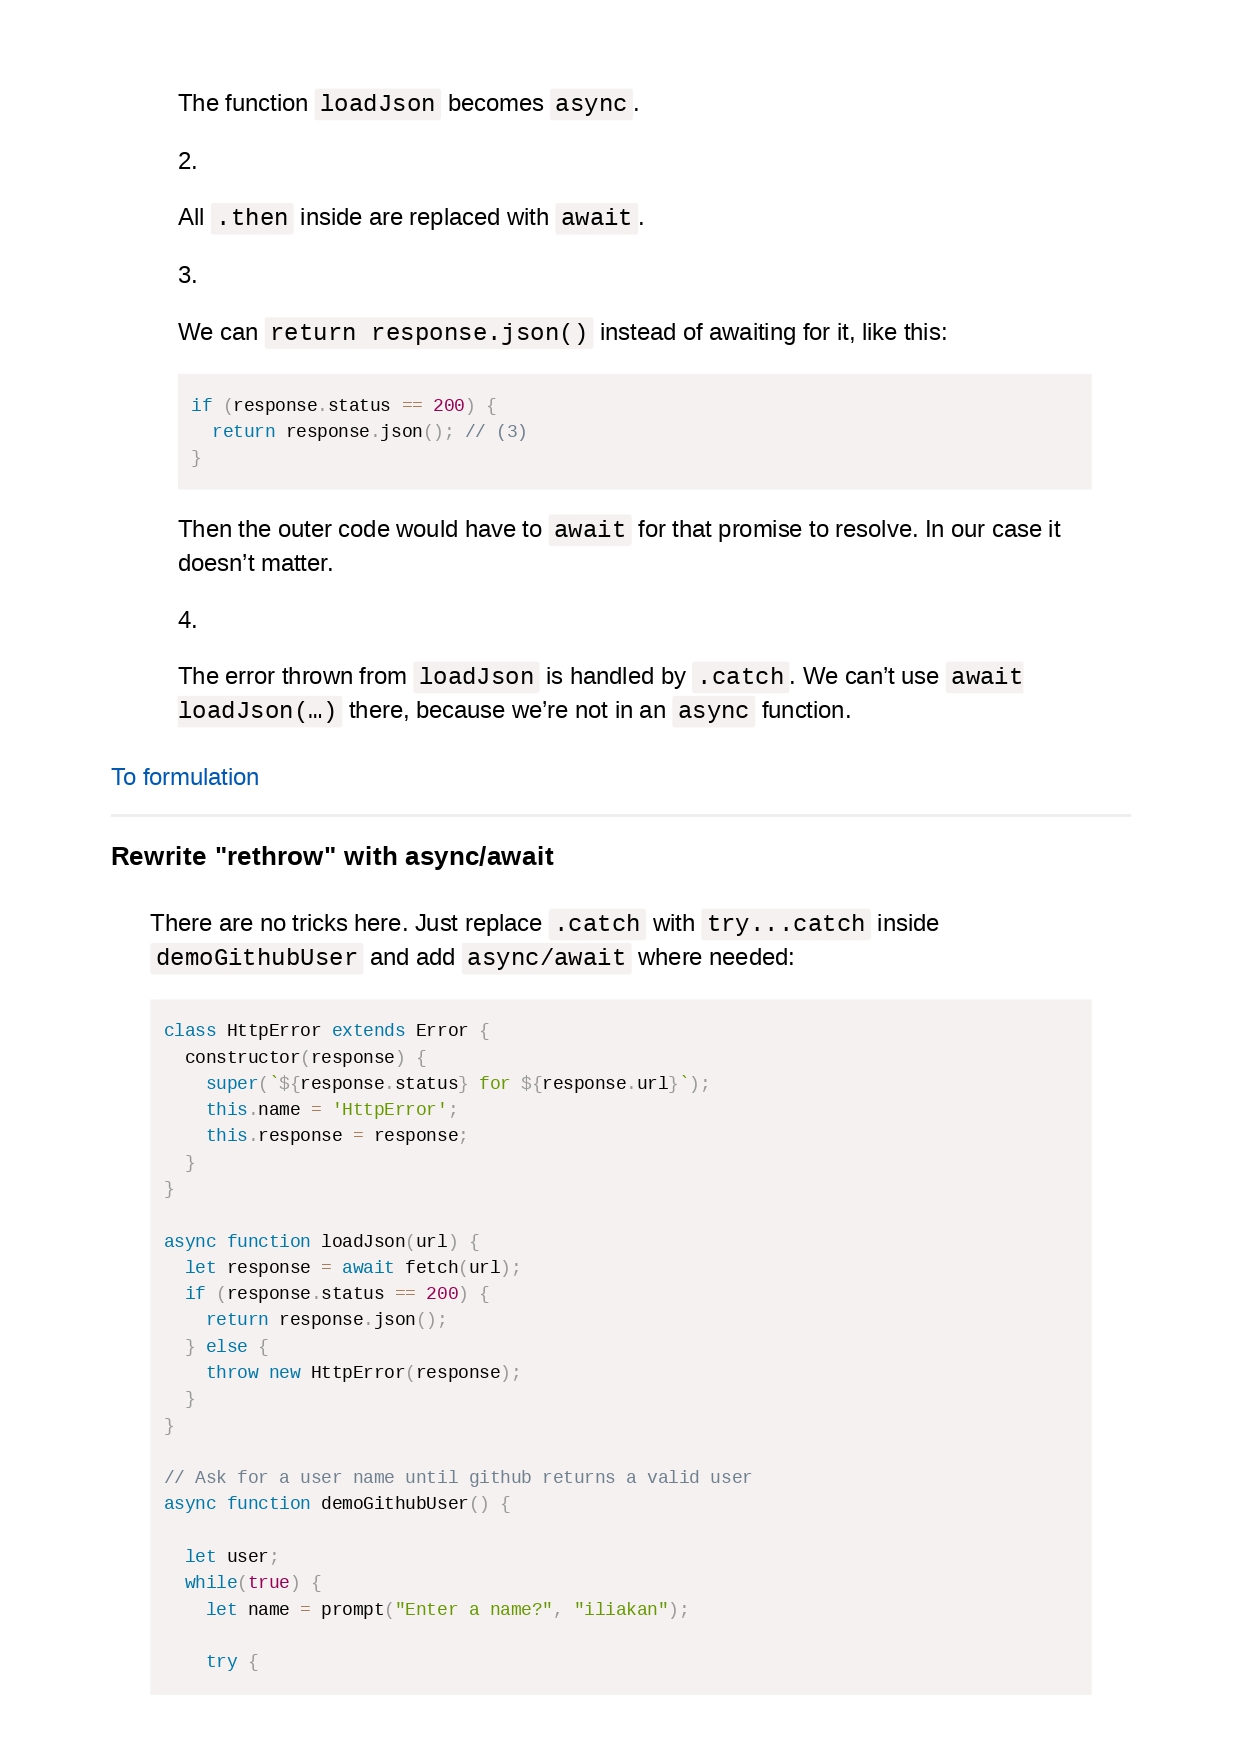 The function loadJson becomes async.
2.
All .then inside are replaced with await.
3.
We can return response.json() instead of awaiting for it, like this:
if (response.status == 200) {
  return response.json(); // (3)
}
Then the outer code would have to await for that promise to resolve. In our case it
doesn’t matter.
4.
The error thrown from loadJson is handled by .catch. We can’t use await
loadJson(…) there, because we’re not in an async function.
To formulation
Rewrite "rethrow" with async/await
There are no tricks here. Just replace .catch with try...catch inside
demoGithubUser and add async/await where needed:
class HttpError extends Error {
  constructor(response) {
    super(`${response.status} for ${response.url}`);
    this.name = 'HttpError';
    this.response = response;
  }
}
async function loadJson(url) {
  let response = await fetch(url);
  if (response.status == 200) {
    return response.json();
  } else {
    throw new HttpError(response);
  }
}
// Ask for a user name until github returns a valid user
async function demoGithubUser() {
  let user;
  while(true) {
    let name = prompt("Enter a name?", "iliakan");
    try {